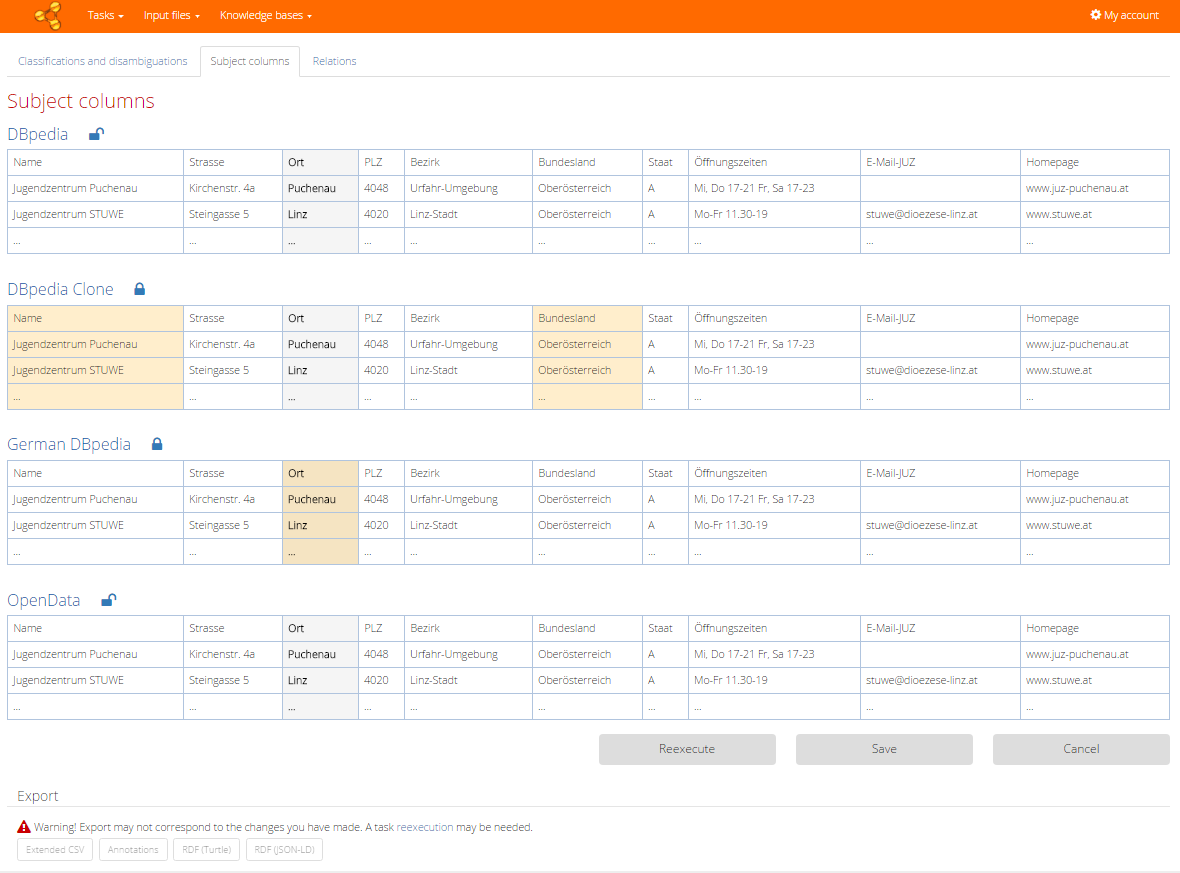 Tasks Input files Knowledge bases My account
Classifications and disambiguations Subject columns Relations
Subject columns
DBpedia
Name Strasse Ort PLZ Bezirk Bundesland Staat Öffnungszeiten E-Mail-JUZ Homepage
Jugendzentrum Puchenau Kirchenstr. 4a Puchenau 4048 Urfahr-Umgebung Oberösterreich A Mi, Do 17-21 Fr, Sa 17-23 www.juz-puchenau.at
Jugendzentrum STUWE Steingasse 5 Linz 4020 Linz-Stadt Oberösterreich A Mo-Fr 11.30-19 stuwe@dioezese-linz.at www.stuwe.at
... ... ... ... ... ... ... ... ... ...
DBpedia Clone
Name Strasse Ort PLZ Bezirk Bundesland Staat Öffnungszeiten E-Mail-JUZ Homepage
Jugendzentrum Puchenau Kirchenstr. 4a Puchenau 4048 Urfahr-Umgebung Oberösterreich A Mi, Do 17-21 Fr, Sa 17-23 www.juz-puchenau.at
Jugendzentrum STUWE Steingasse 5 Linz 4020 Linz-Stadt Oberösterreich A Mo-Fr 11.30-19 stuwe@dioezese-linz.at www.stuwe.at
... ... ... ... ... ... ... ... ... ...
German DBpedia
Name Strasse Ort PLZ Bezirk Bundesland Staat Öffnungszeiten E-Mail-JUZ Homepage
Jugendzentrum Puchenau Kirchenstr. 4a Puchenau 4048 Urfahr-Umgebung Oberösterreich A Mi, Do 17-21 Fr, Sa 17-23 www.juz-puchenau.at
Jugendzentrum STUWE Steingasse 5 Linz 4020 Linz-Stadt Oberösterreich A Mo-Fr 11.30-19 stuwe@dioezese-linz.at www.stuwe.at
... ... ... ... ... ... ... ... ... ...
OpenData
Name Strasse Ort PLZ Bezirk Bundesland Staat Öffnungszeiten E-Mail-JUZ Homepage
Jugendzentrum Puchenau Kirchenstr. 4a Puchenau 4048 Urfahr-Umgebung Oberösterreich A Mi, Do 17-21 Fr, Sa 17-23 www.juz-puchenau.at
Jugendzentrum STUWE Steingasse 5 Linz 4020 Linz-Stadt Oberösterreich A Mo-Fr 11.30-19 stuwe@dioezese-linz.at www.stuwe.at
... ... ... ... ... ... ... ... ... ...
Reexecute Save Cancel
Export
Warning! Export may not correspond to the changes you have made. A task reexecution may be needed.
Extended CSV Annotations RDF (Turtle) RDF (JSON-LD)